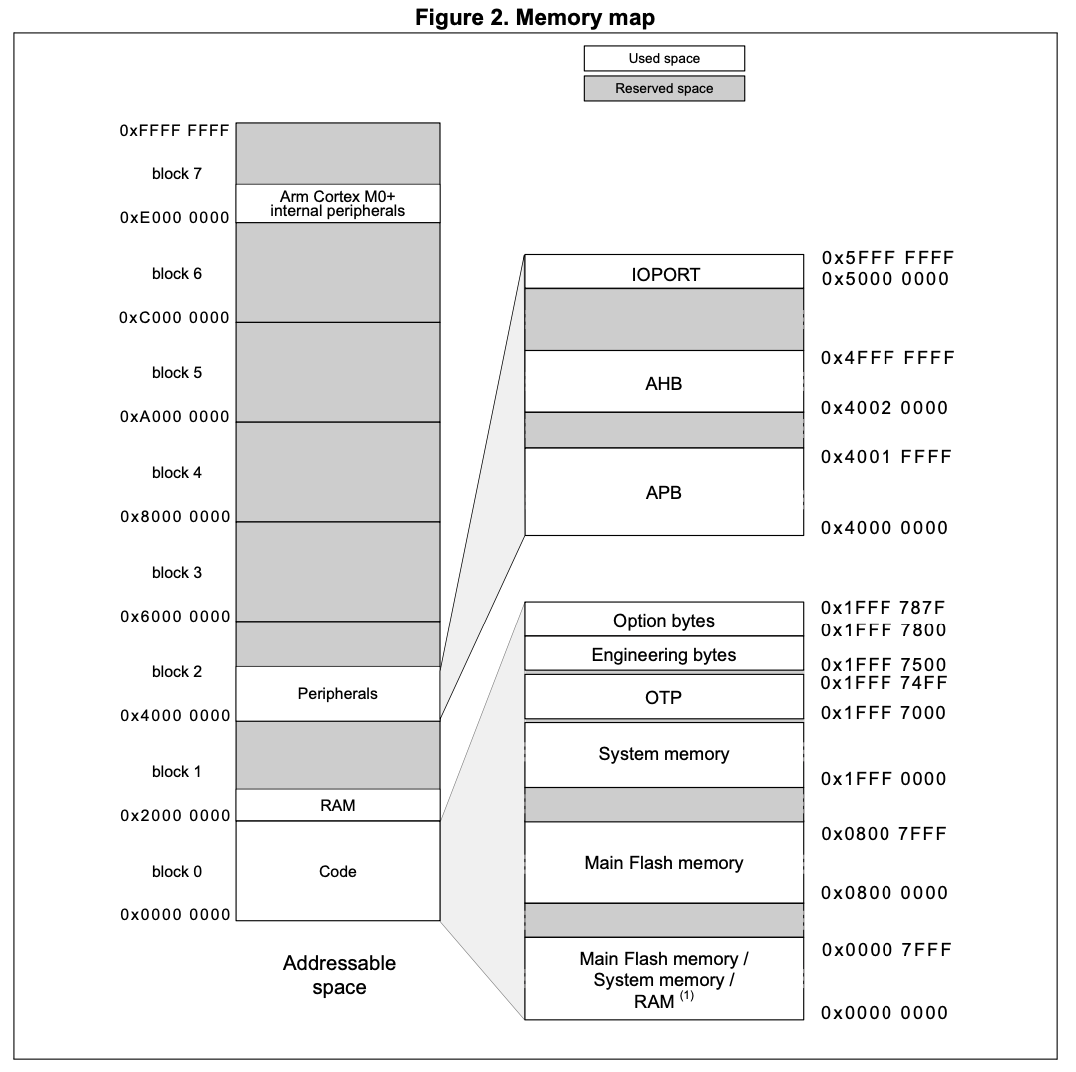 Figure 2. Memory map
Used space
Reserved space
0xFFFF FFFF
block 7
Arm Cortex M0+
internal peripherals
0xE000 0000
block 6
0xC000 0000
block 5
0xA000 0000
block 4
0x8000 0000
block 3
0x6000 0000
block 2
Peripherals
0x4000 0000
block 1
RAM
0x2000 0000
block 0
Code
0x0000 0000
Addressable
space
IOPORT
0x5FFF FFFF
0x5000 0000
0x4FFF FFFF
AHB
0x4002 0000
0x4001 FFFF
APB
0x4000 0000
0x1FFF 787F
Option bytes
0x1FFF 7800
Engineering bytes
0x1FFF 7500
0x1FFF 74FF
OTP
0x1FFF 7000
System memory
0x1FFF 0000
0x0800 7FFF
Main Flash memory
0x0800 0000
0x0000 7FFF
Main Flash memory /
System memory /
RAM (1)
0x0000 0000